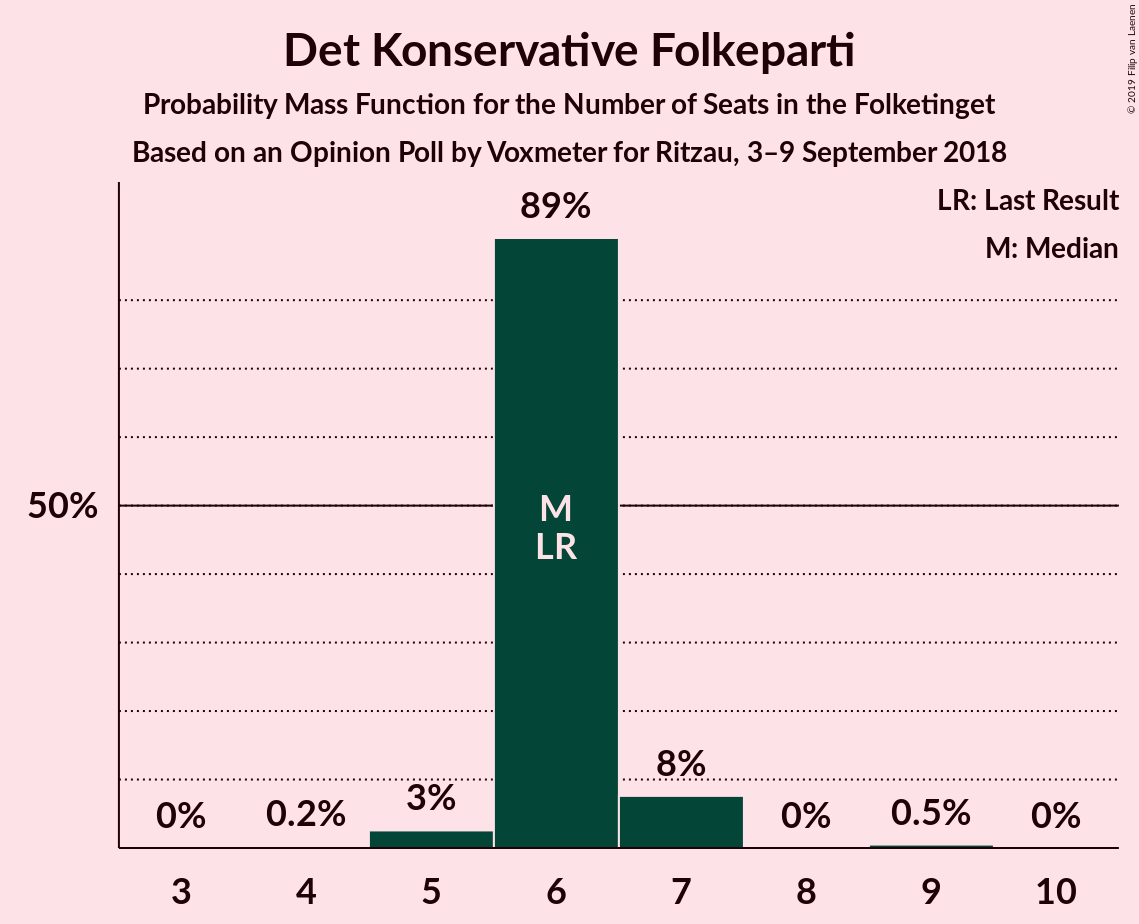 Det Konservative Folkeparti
Probability Mass Function for the Number of Seats in the Folketinget
Based on an Opinion Poll by Voxmeter for Ritzau, 3–9 September 2018
© 2019 Filip van Laenen
LR: Last Result
M: Median
89%
50%
M
LR
8%
3%
0%
0.2%
0%
0.5%
0%
3 4 5 6 7 8 9 10